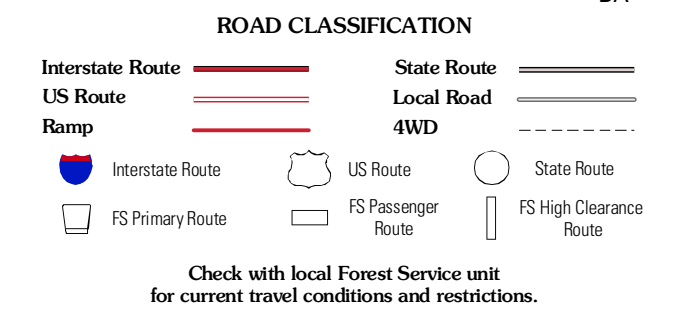 ROAD CLASSIFICATION
Interstate Route
State Route
US Route
Local Road
Ramp
4WD
Interstate Route
US Route
State Route
FS Primary Route
FS Passenger
Route
FS High Clearance
Route
Check with local Forest Service unit
for current travel conditions and restrictions.